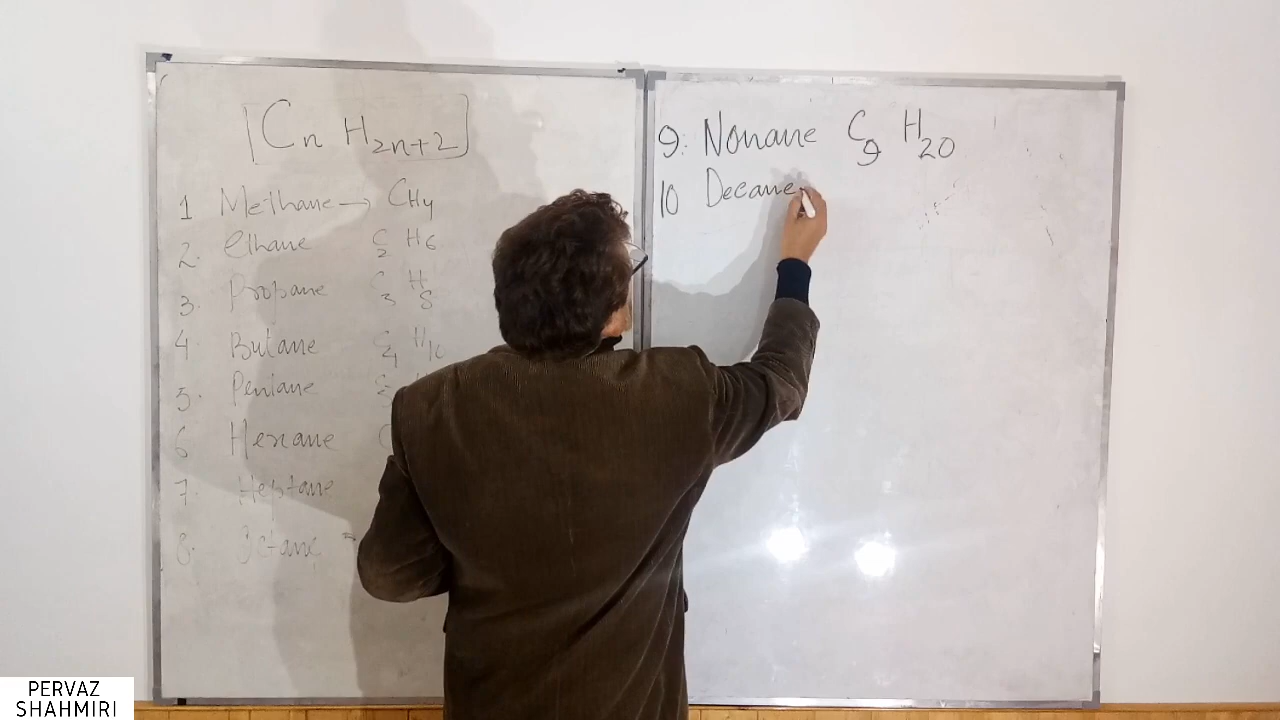 [Cn H2n+2]
1 Methane → CH4
2. Ethane C2 H6
3. Propane C3 H8
4 Butane C4 H10
5. Pentane C5
6 Hexane C
7. Heptane
8. Octane
9: Nonane C9 H20
10 Decane
PERVAZ
SHAHMIRI